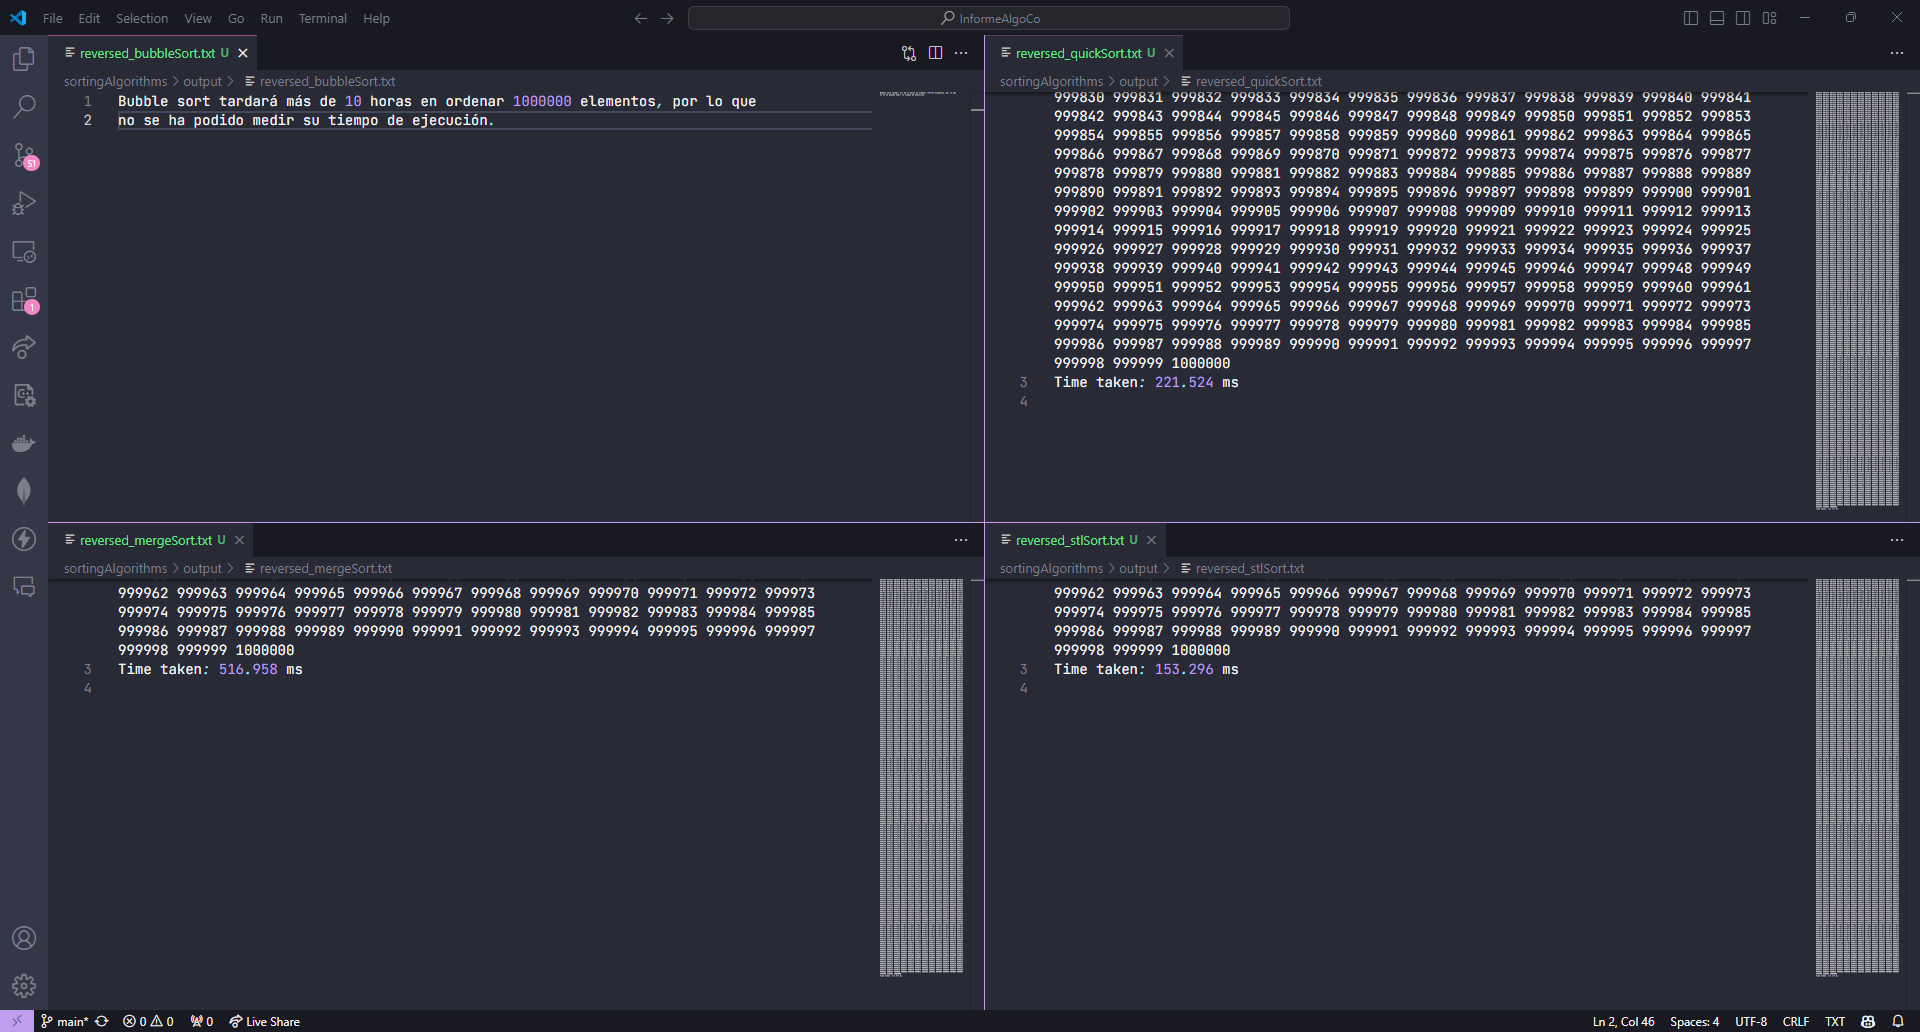 File Edit Selection View Go Run Terminal Help
InformeAlgoCo
reversed_bubbleSort.txt U
sortingAlgorithms > output > reversed_bubbleSort.txt
1 Bubble sort tardará más de 10 horas en ordenar 1000000 elementos, por lo que
2 no se ha podido medir su tiempo de ejecución.
reversed_quickSort.txt U
sortingAlgorithms > output > reversed_quickSort.txt
999830 999831 999832 999833 999834 999835 999836 999837 999838 999839 999840 999841
999842 999843 999844 999845 999846 999847 999848 999849 999850 999851 999852 999853
999854 999855 999856 999857 999858 999859 999860 999861 999862 999863 999864 999865
999866 999867 999868 999869 999870 999871 999872 999873 999874 999875 999876 999877
999878 999879 999880 999881 999882 999883 999884 999885 999886 999887 999888 999889
999890 999891 999892 999893 999894 999895 999896 999897 999898 999899 999900 999901
999902 999903 999904 999905 999906 999907 999908 999909 999910 999911 999912 999913
999914 999915 999916 999917 999918 999919 999920 999921 999922 999923 999924 999925
999926 999927 999928 999929 999930 999931 999932 999933 999934 999935 999936 999937
999938 999939 999940 999941 999942 999943 999944 999945 999946 999947 999948 999949
999950 999951 999952 999953 999954 999955 999956 999957 999958 999959 999960 999961
999962 999963 999964 999965 999966 999967 999968 999969 999970 999971 999972 999973
999974 999975 999976 999977 999978 999979 999980 999981 999982 999983 999984 999985
999986 999987 999988 999989 999990 999991 999992 999993 999994 999995 999996 999997
999998 999999 1000000
3 Time taken: 221.524 ms
4
reversed_mergeSort.txt U
sortingAlgorithms > output > reversed_mergeSort.txt
999962 999963 999964 999965 999966 999967 999968 999969 999970 999971 999972 999973
999974 999975 999976 999977 999978 999979 999980 999981 999982 999983 999984 999985
999986 999987 999988 999989 999990 999991 999992 999993 999994 999995 999996 999997
999998 999999 1000000
3 Time taken: 516.958 ms
4
reversed_stlSort.txt U
sortingAlgorithms > output > reversed_stlSort.txt
999962 999963 999964 999965 999966 999967 999968 999969 999970 999971 999972 999973
999974 999975 999976 999977 999978 999979 999980 999981 999982 999983 999984 999985
999986 999987 999988 999989 999990 999991 999992 999993 999994 999995 999996 999997
999998 999999 1000000
3 Time taken: 153.296 ms
4
51
1
main* 0 0 0 Live Share
Ln 2, Col 46 Spaces: 4 UTF-8 CRLF TXT